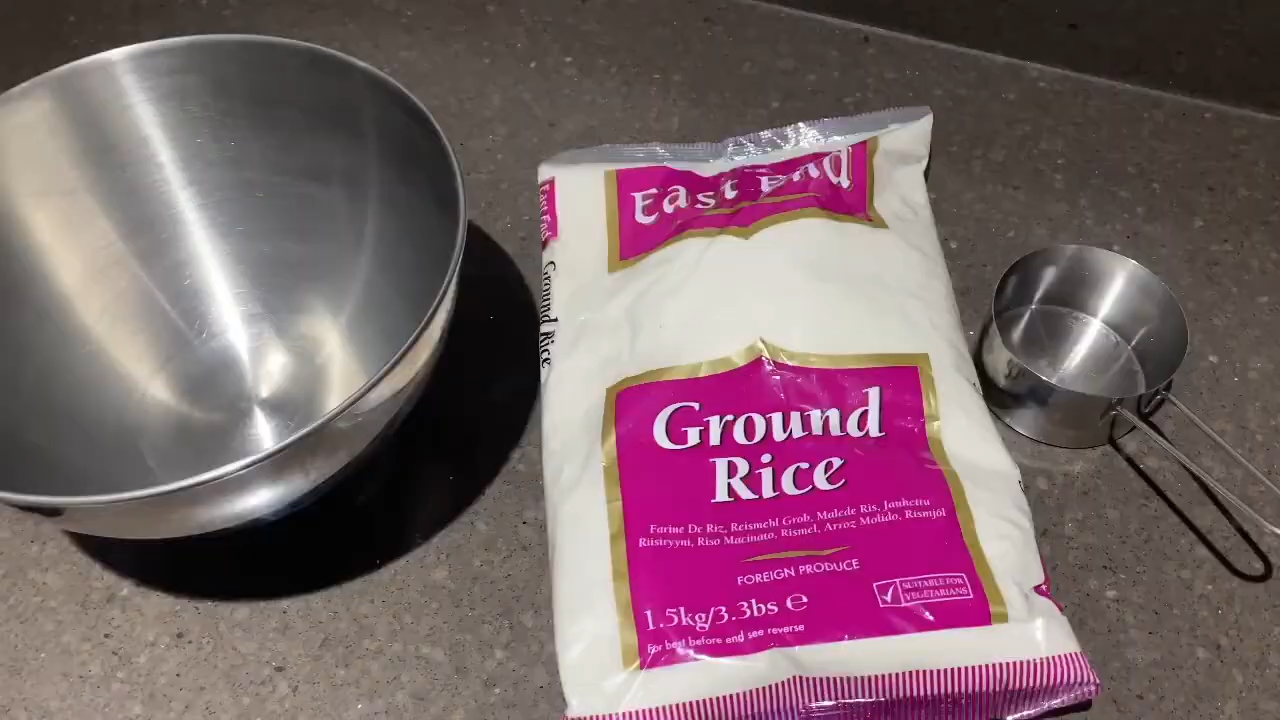 East End
East End Ground Rice
Ground
Rice
Farine De Riz, Reismehl Grob, Malede Ris, Jauhettu
Riisiryyni, Riso Macinato, Rismel, Arroz Molido, Rismjöl
FOREIGN PRODUCE
1.5kg/3.3bs ℮
SUITABLE FOR
VEGETARIANS
For best before end see reverse